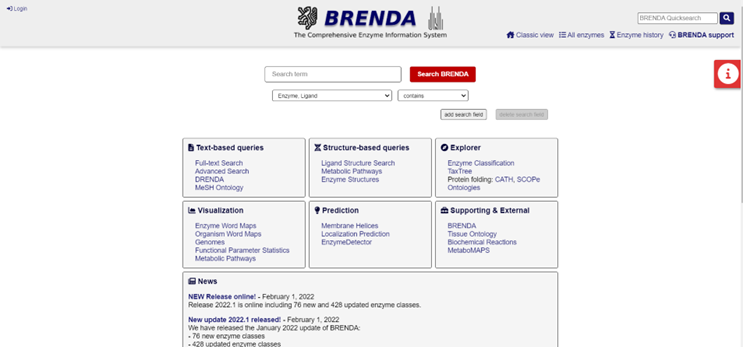 Login
BRENDA
The Comprehensive Enzyme Information System
BRENDA Quicksearch
Classic view All enzymes Enzyme history BRENDA support
Search term
Search BRENDA
Enzyme, Ligand
contains
add search field
delete search field
Text-based queries
Full-text Search
Advanced Search
DRENDA
MeSH Ontology
Structure-based queries
Ligand Structure Search
Metabolic Pathways
Enzyme Structures
Explorer
Enzyme Classification
TaxTree
Protein folding: CATH, SCOPe
Ontologies
Visualization
Enzyme Word Maps
Organism Word Maps
Genomes
Functional Parameter Statistics
Metabolic Pathways
Prediction
Membrane Helices
Localization Prediction
EnzymeDetector
Supporting & External
BRENDA
Tissue Ontology
Biochemical Reactions
MetaboMAPS
News
NEW Release online! - February 1, 2022
Release 2022.1 is online including 76 new and 428 updated enzyme classes.
New update 2022.1 released! - February 1, 2022
We have released the January 2022 update of BRENDA:
- 76 new enzyme classes
- 428 updated enzyme classes